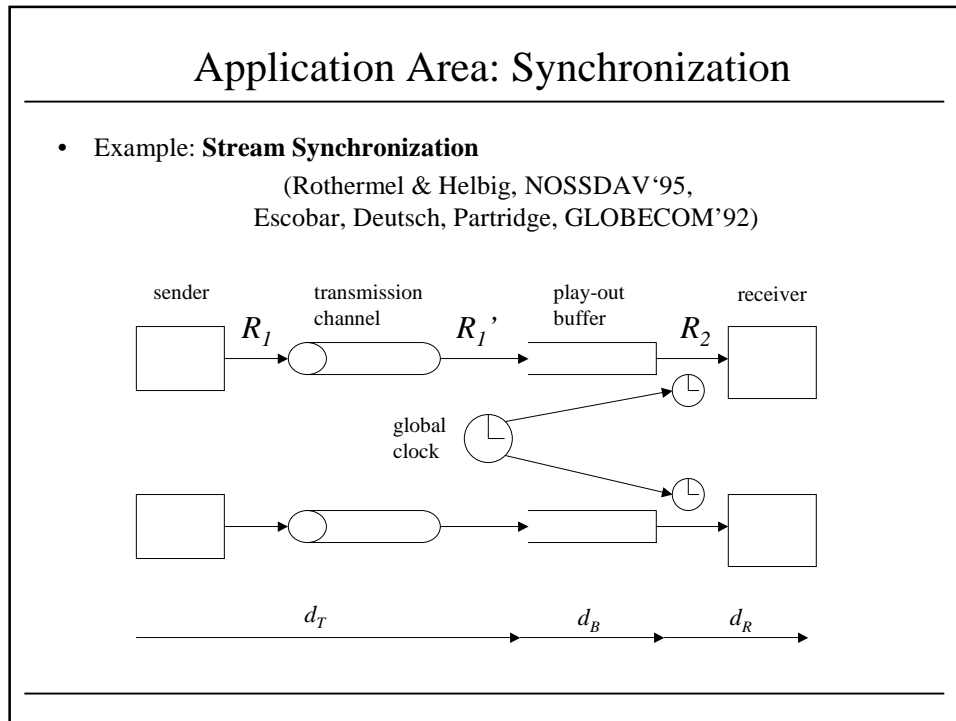 Application Area: Synchronization
• Example: Stream Synchronization
(Rothermel & Helbig, NOSSDAV‘95,
Escobar, Deutsch, Partridge, GLOBECOM’92)
sender
transmission
channel
play-out
buffer
receiver
R1
R1’
R2
global
clock
dT
dB
dR